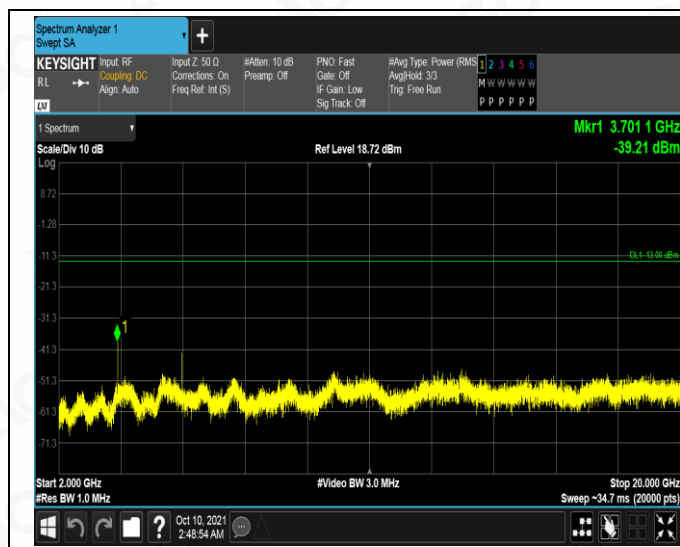 Spectrum Analyzer 1
Swept SA
+
KEYSIGHT
RL
LXI
Input: RF
Coupling: DC
Align: Auto
Input Z: 50 Ω
Corrections: On
Freq Ref: Int (S)
#Atten: 10 dB
Preamp: Off
PNO: Fast
Gate: Off
IF Gain: Low
Sig Track: Off
#Avg Type: Power (RMS
Avg|Hold: 3/3
Trig: Free Run
1 2 3 4 5 6
M W W W W W
P P P P P P
1 Spectrum
Mkr1 3.701 1 GHz
Scale/Div 10 dB
Ref Level 18.72 dBm
-39.21 dBm
Log
8.72
-1.28
-11.3
DL1 -13.00 dBm
-21.3
-31.3
1
-41.3
-51.3
-61.3
-71.3
Start 2.000 GHz
#Video BW 3.0 MHz
Stop 20.000 GHz
#Res BW 1.0 MHz
Sweep ~34.7 ms (20000 pts)
?
Oct 10, 2021
2:48:54 AM